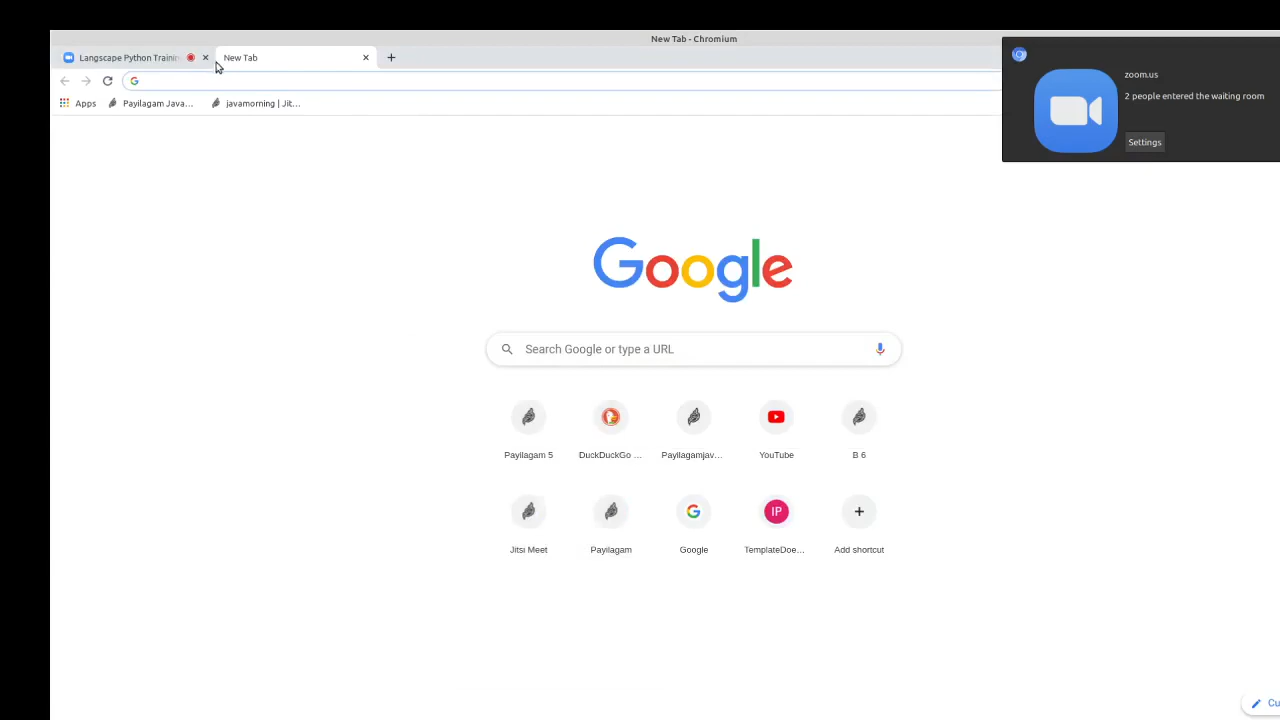 New Tab - Chromium
Langscape Python Trainin
New Tab
Apps
Payilagam Java...
javamorning | Jit...
zoom.us
2 people entered the waiting room
Settings
Google
Search Google or type a URL
Payilagam 5
DuckDuckGo ...
Payilagamjav...
YouTube
B 6
IP
Jitsi Meet
Payilagam
Google
TemplateDoe...
Add shortcut
Cu